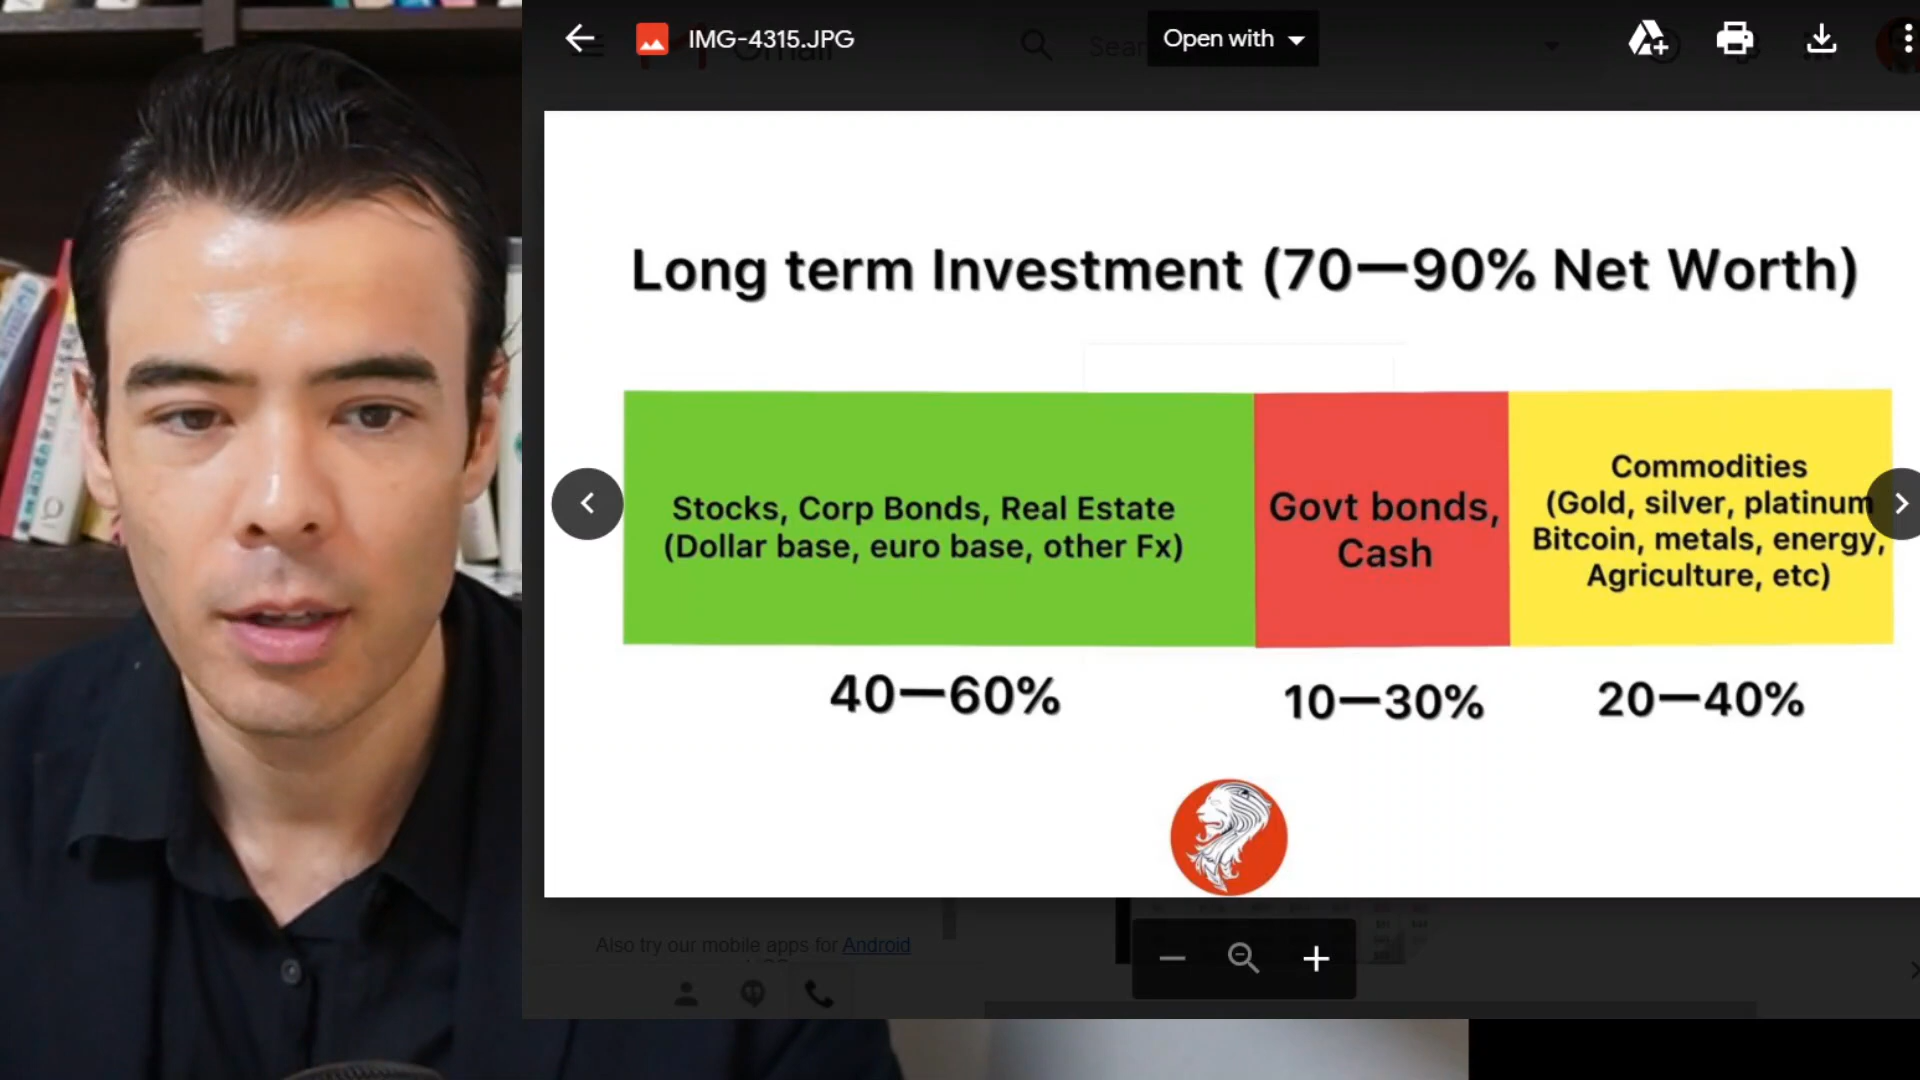 IMG-4315.JPG
Open with
Long term Investment (70—90% Net Worth)
Stocks, Corp Bonds, Real Estate
(Dollar base, euro base, other Fx)
Govt bonds,
Cash
Commodities
(Gold, silver, platinum
Bitcoin, metals, energy,
Agriculture, etc)
40—60%
10—30%
20—40%
Also try our mobile apps for Android